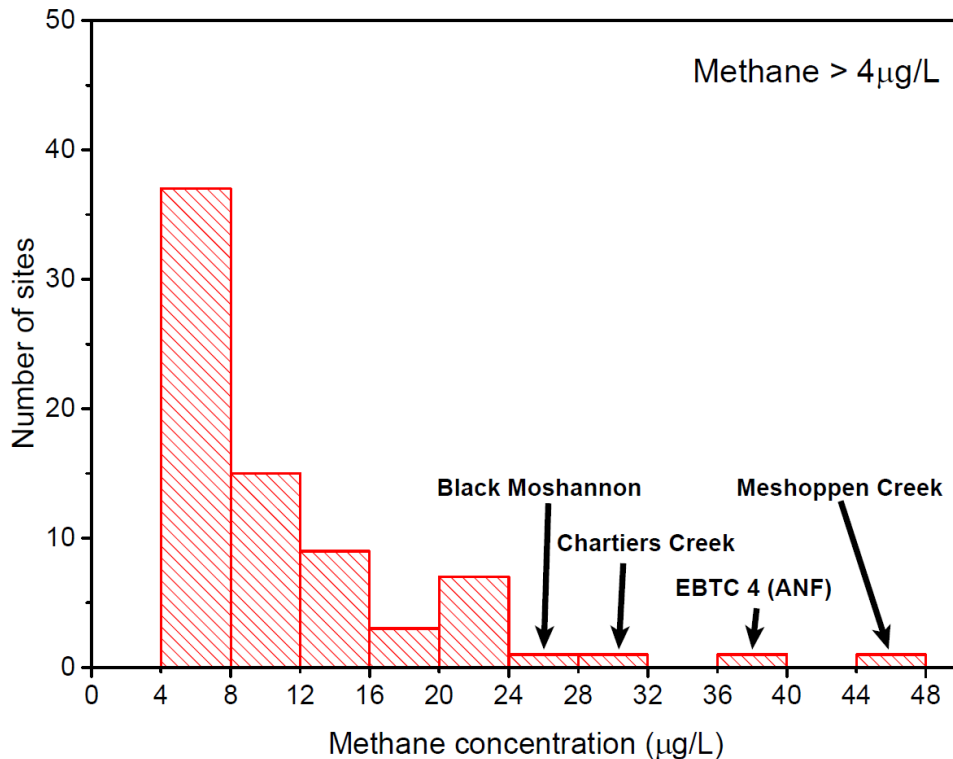 Methane > 4μg/L
Number of sites
50
40
30
20
10
0
Black Moshannon
Meshoppen Creek
Chartiers Creek
EBTC 4 (ANF)
0 4 8 12 16 20 24 28 32 36 40 44 48
Methane concentration (μg/L)